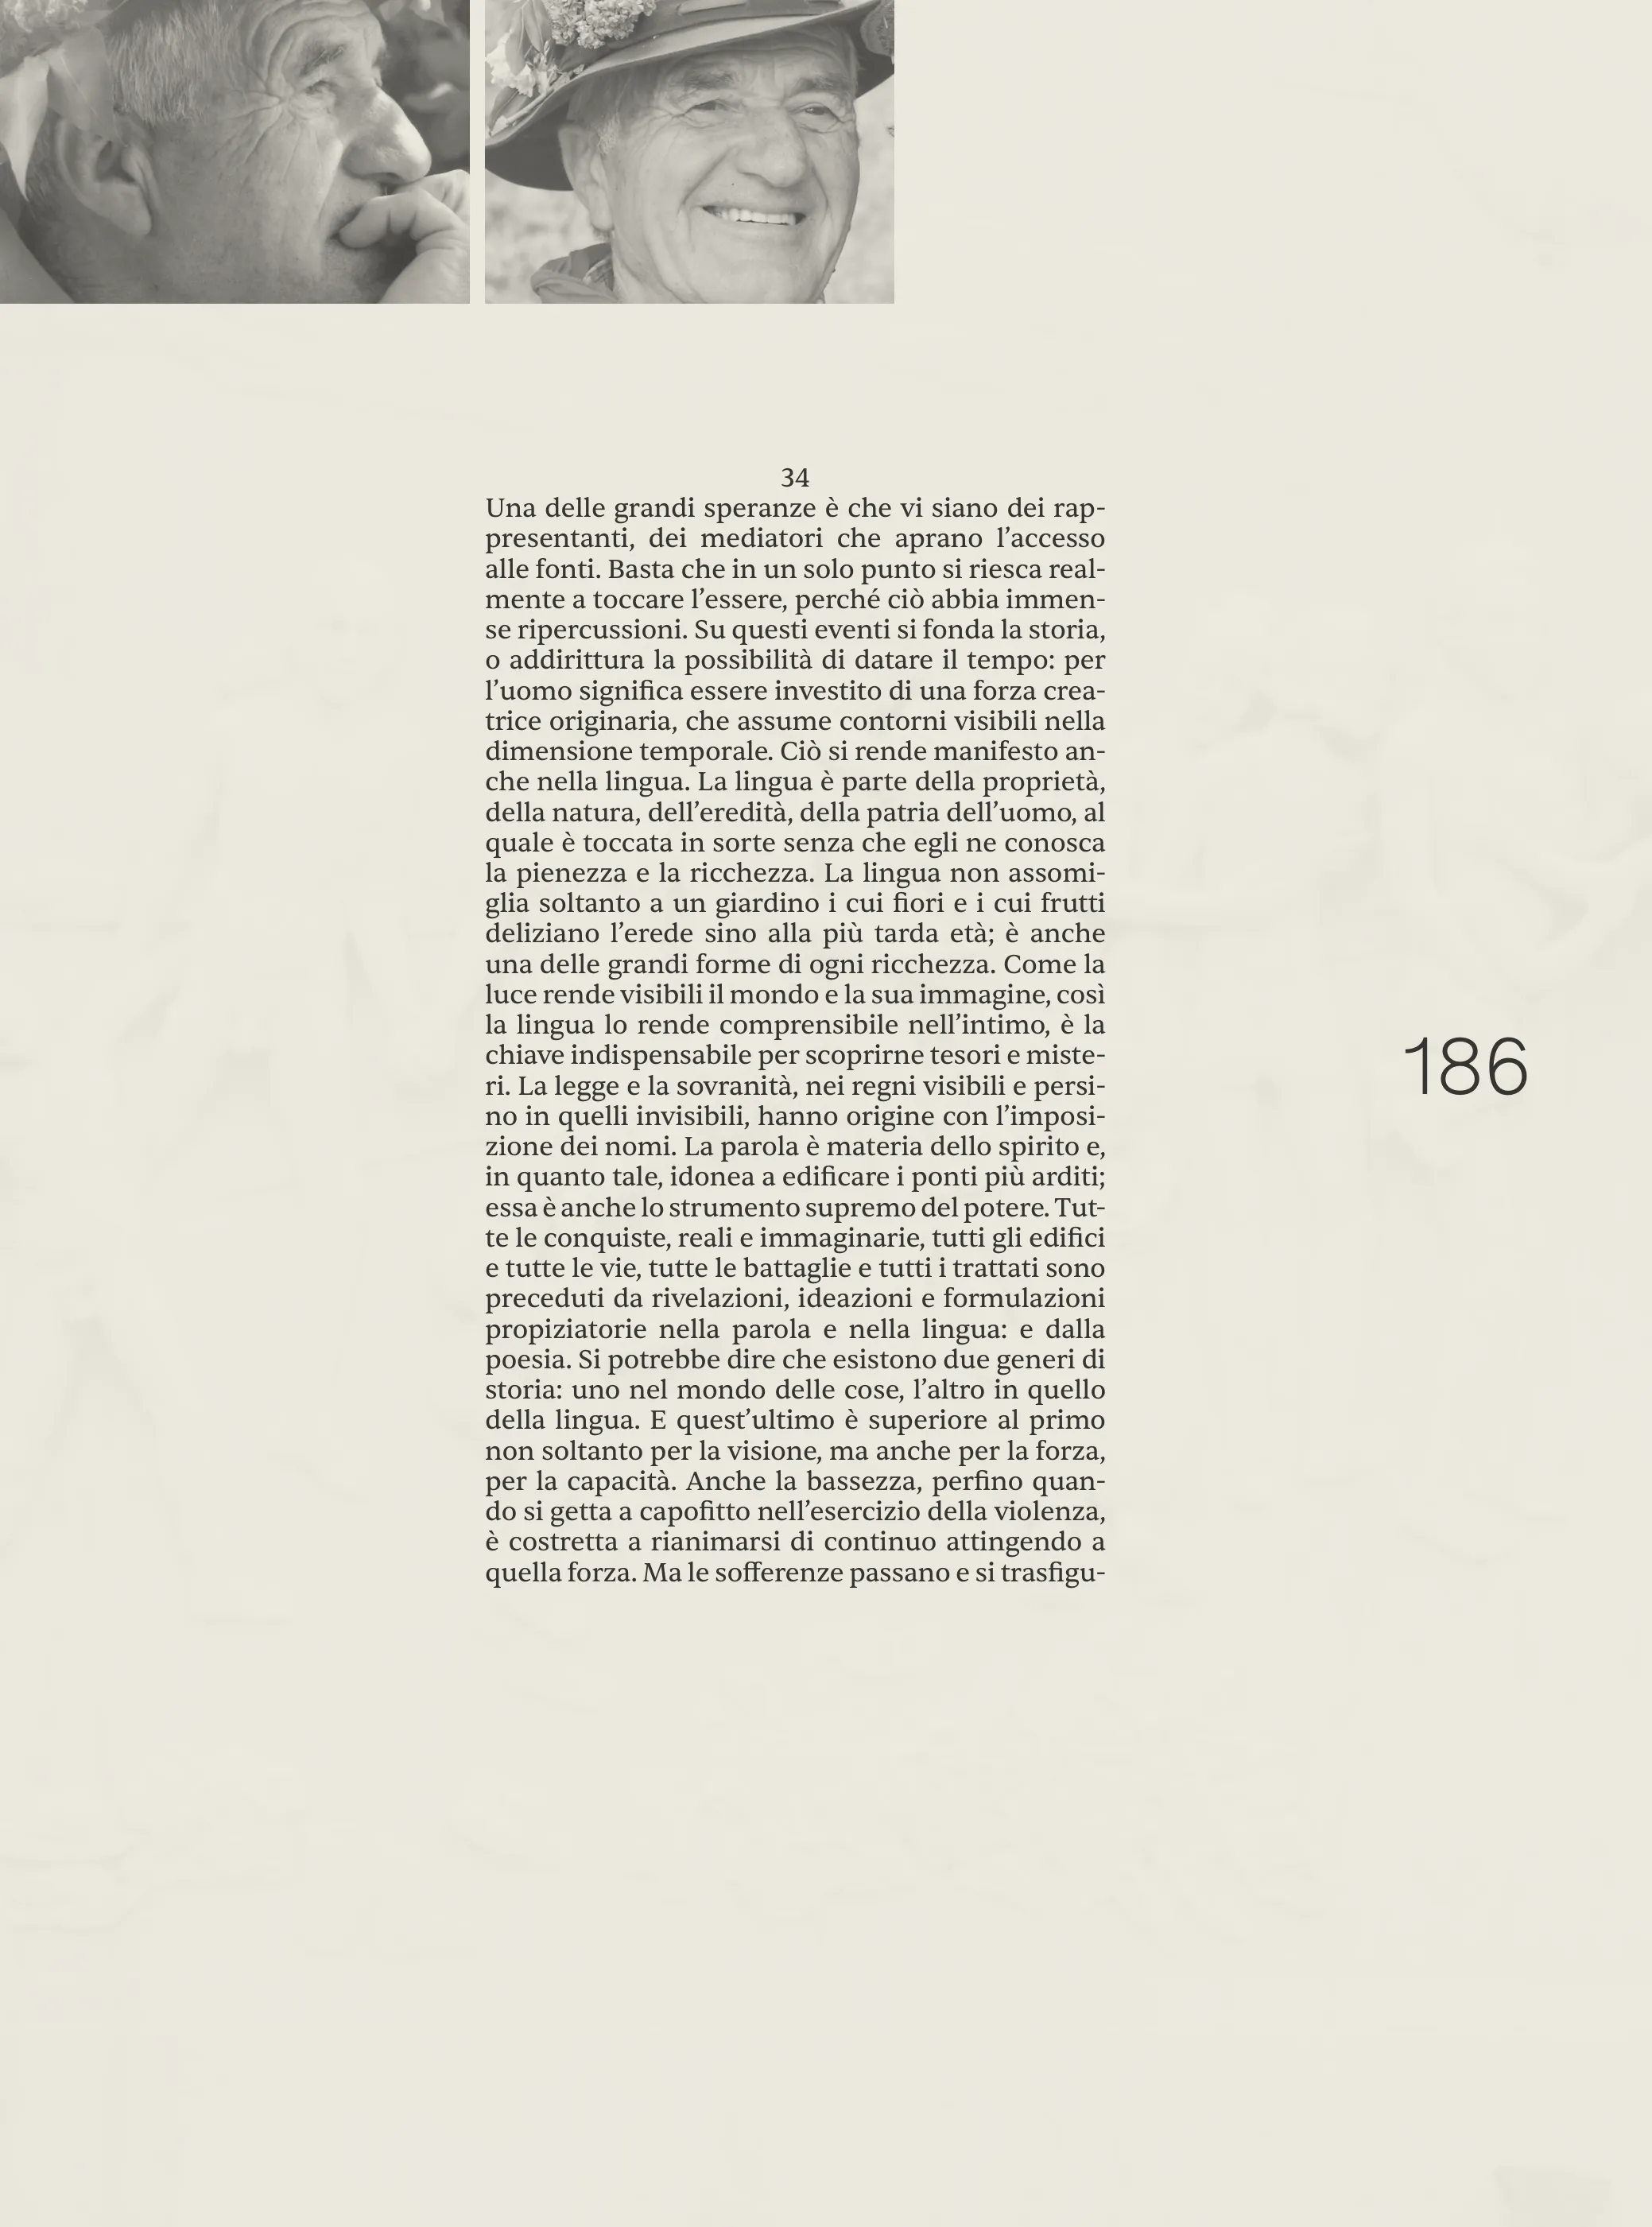 34
Una delle grandi speranze è che vi siano dei rap-
presentanti, dei mediatori che aprano l’accesso
alle fonti. Basta che in un solo punto si riesca real-
mente a toccare l’essere, perché ciò abbia immen-
se ripercussioni. Su questi eventi si fonda la storia,
o addirittura la possibilità di datare il tempo: per
l’uomo significa essere investito di una forza crea-
trice originaria, che assume contorni visibili nella
dimensione temporale. Ciò si rende manifesto an-
che nella lingua. La lingua è parte della proprietà,
della natura, dell’eredità, della patria dell’uomo, al
quale è toccata in sorte senza che egli ne conosca
la pienezza e la ricchezza. La lingua non assomi-
glia soltanto a un giardino i cui fiori e i cui frutti
deliziano l’erede sino alla più tarda età; è anche
una delle grandi forme di ogni ricchezza. Come la
luce rende visibili il mondo e la sua immagine, così
la lingua lo rende comprensibile nell’intimo, è la
chiave indispensabile per scoprirne tesori e miste-
ri. La legge e la sovranità, nei regni visibili e persi-
no in quelli invisibili, hanno origine con l’imposi-
zione dei nomi. La parola è materia dello spirito e,
in quanto tale, idonea a edificare i ponti più arditi;
essa è anche lo strumento supremo del potere. Tut-
te le conquiste, reali e immaginarie, tutti gli edifici
e tutte le vie, tutte le battaglie e tutti i trattati sono
preceduti da rivelazioni, ideazioni e formulazioni
propiziatorie nella parola e nella lingua: e dalla
poesia. Si potrebbe dire che esistono due generi di
storia: uno nel mondo delle cose, l’altro in quello
della lingua. E quest’ultimo è superiore al primo
non soltanto per la visione, ma anche per la forza,
per la capacità. Anche la bassezza, perfino quan-
do si getta a capofitto nell’esercizio della violenza,
è costretta a rianimarsi di continuo attingendo a
quella forza. Ma le sofferenze passano e si trasfigu-
186